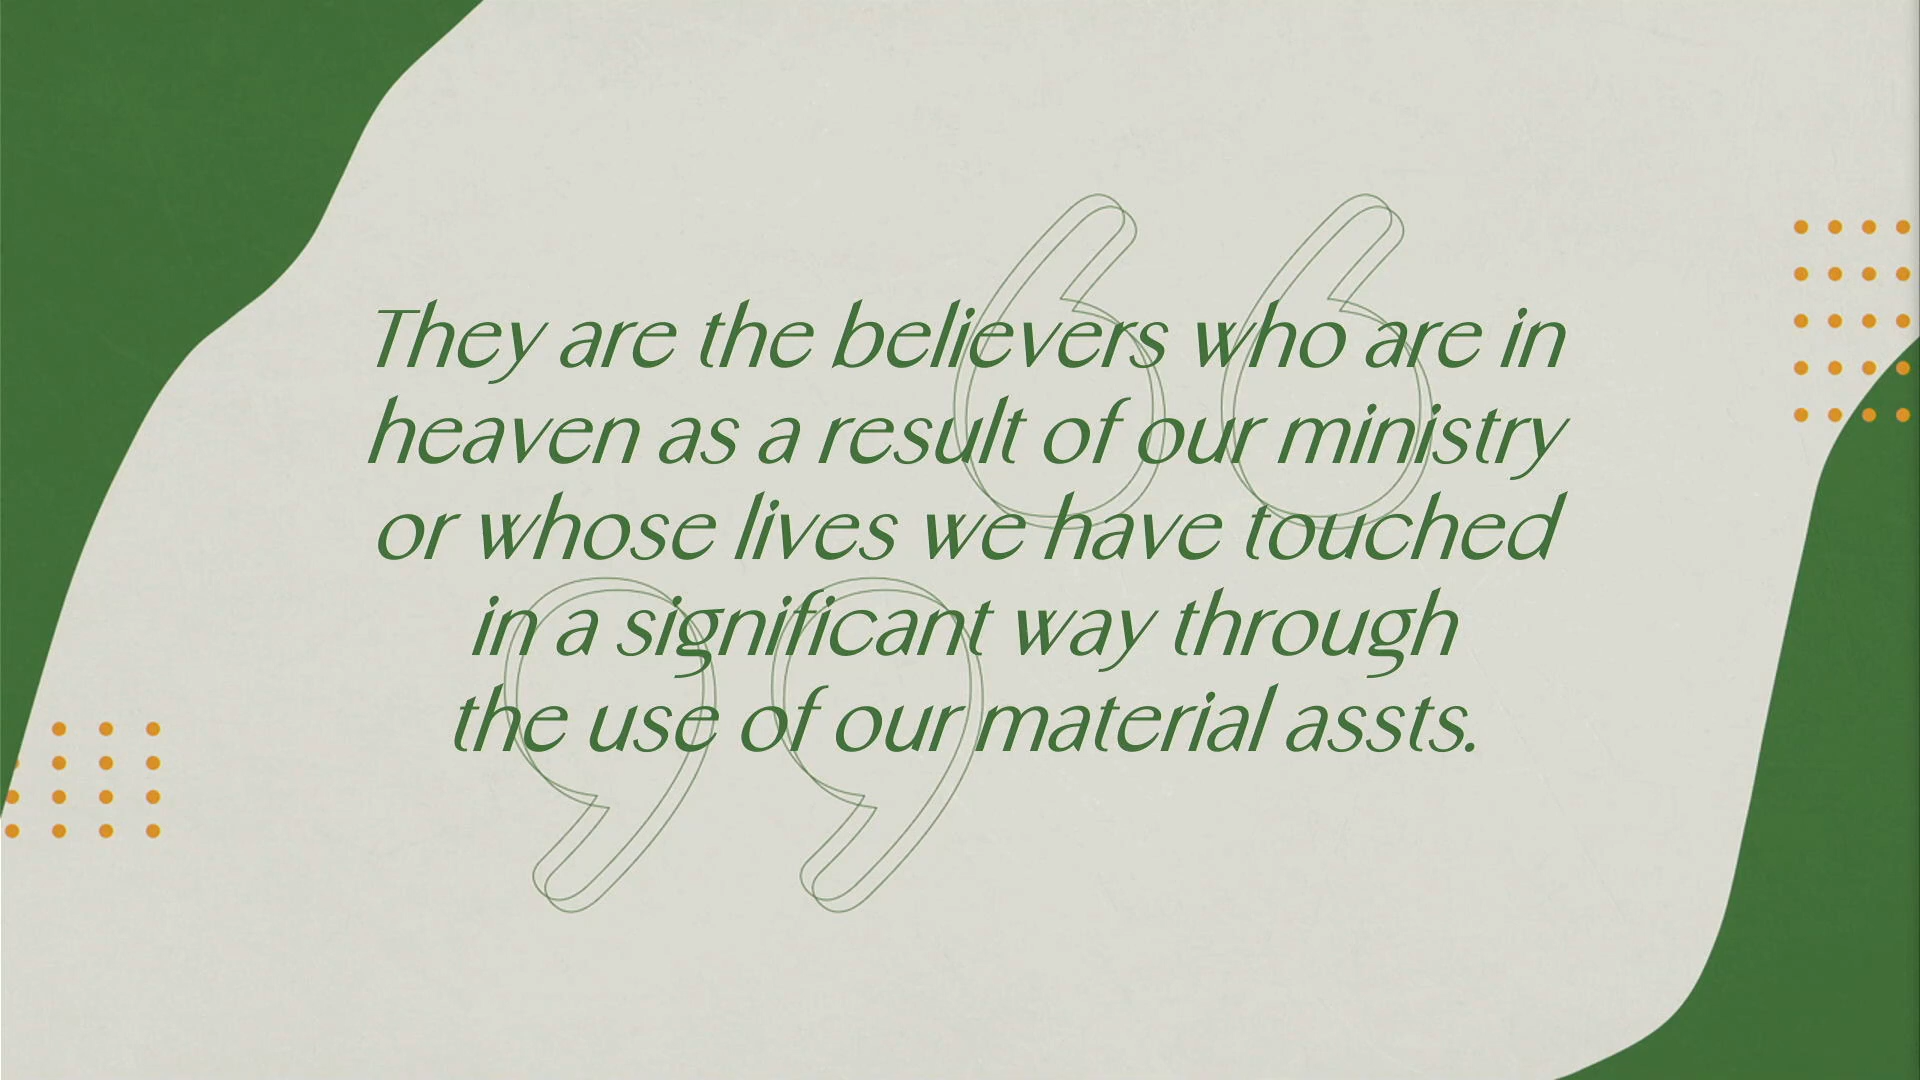 They are the believers who are in
heaven as a result of our ministry
or whose lives we have touched
in a significant way through
the use of our material assts.